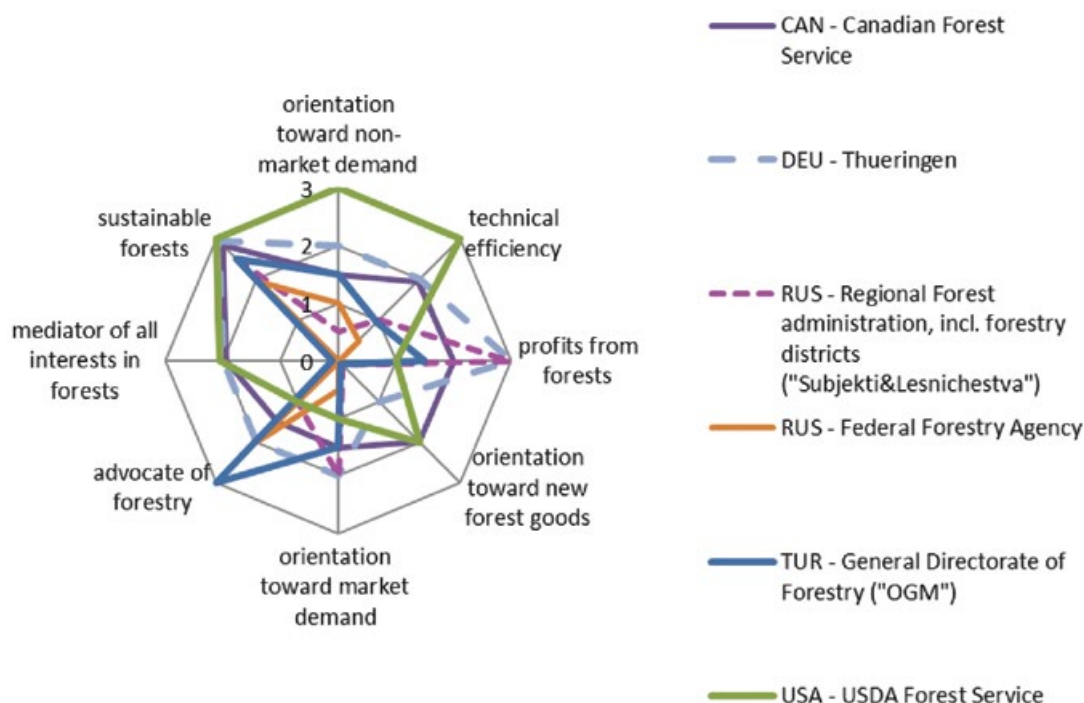 orientation
toward non-
market demand
technical
efficiency
profits from
forests
orientation
toward new
forest goods
orientation
toward market
demand
advocate of
forestry
mediator of all
interests in
forests
sustainable
forests
3
2
1
0
CAN - Canadian Forest
Service
DEU - Thueringen
RUS - Regional Forest
administration, incl. forestry
districts
("Subjekti&Lesnichestva")
RUS - Federal Forestry Agency
TUR - General Directorate of
Forestry ("OGM")
USA - USDA Forest Service